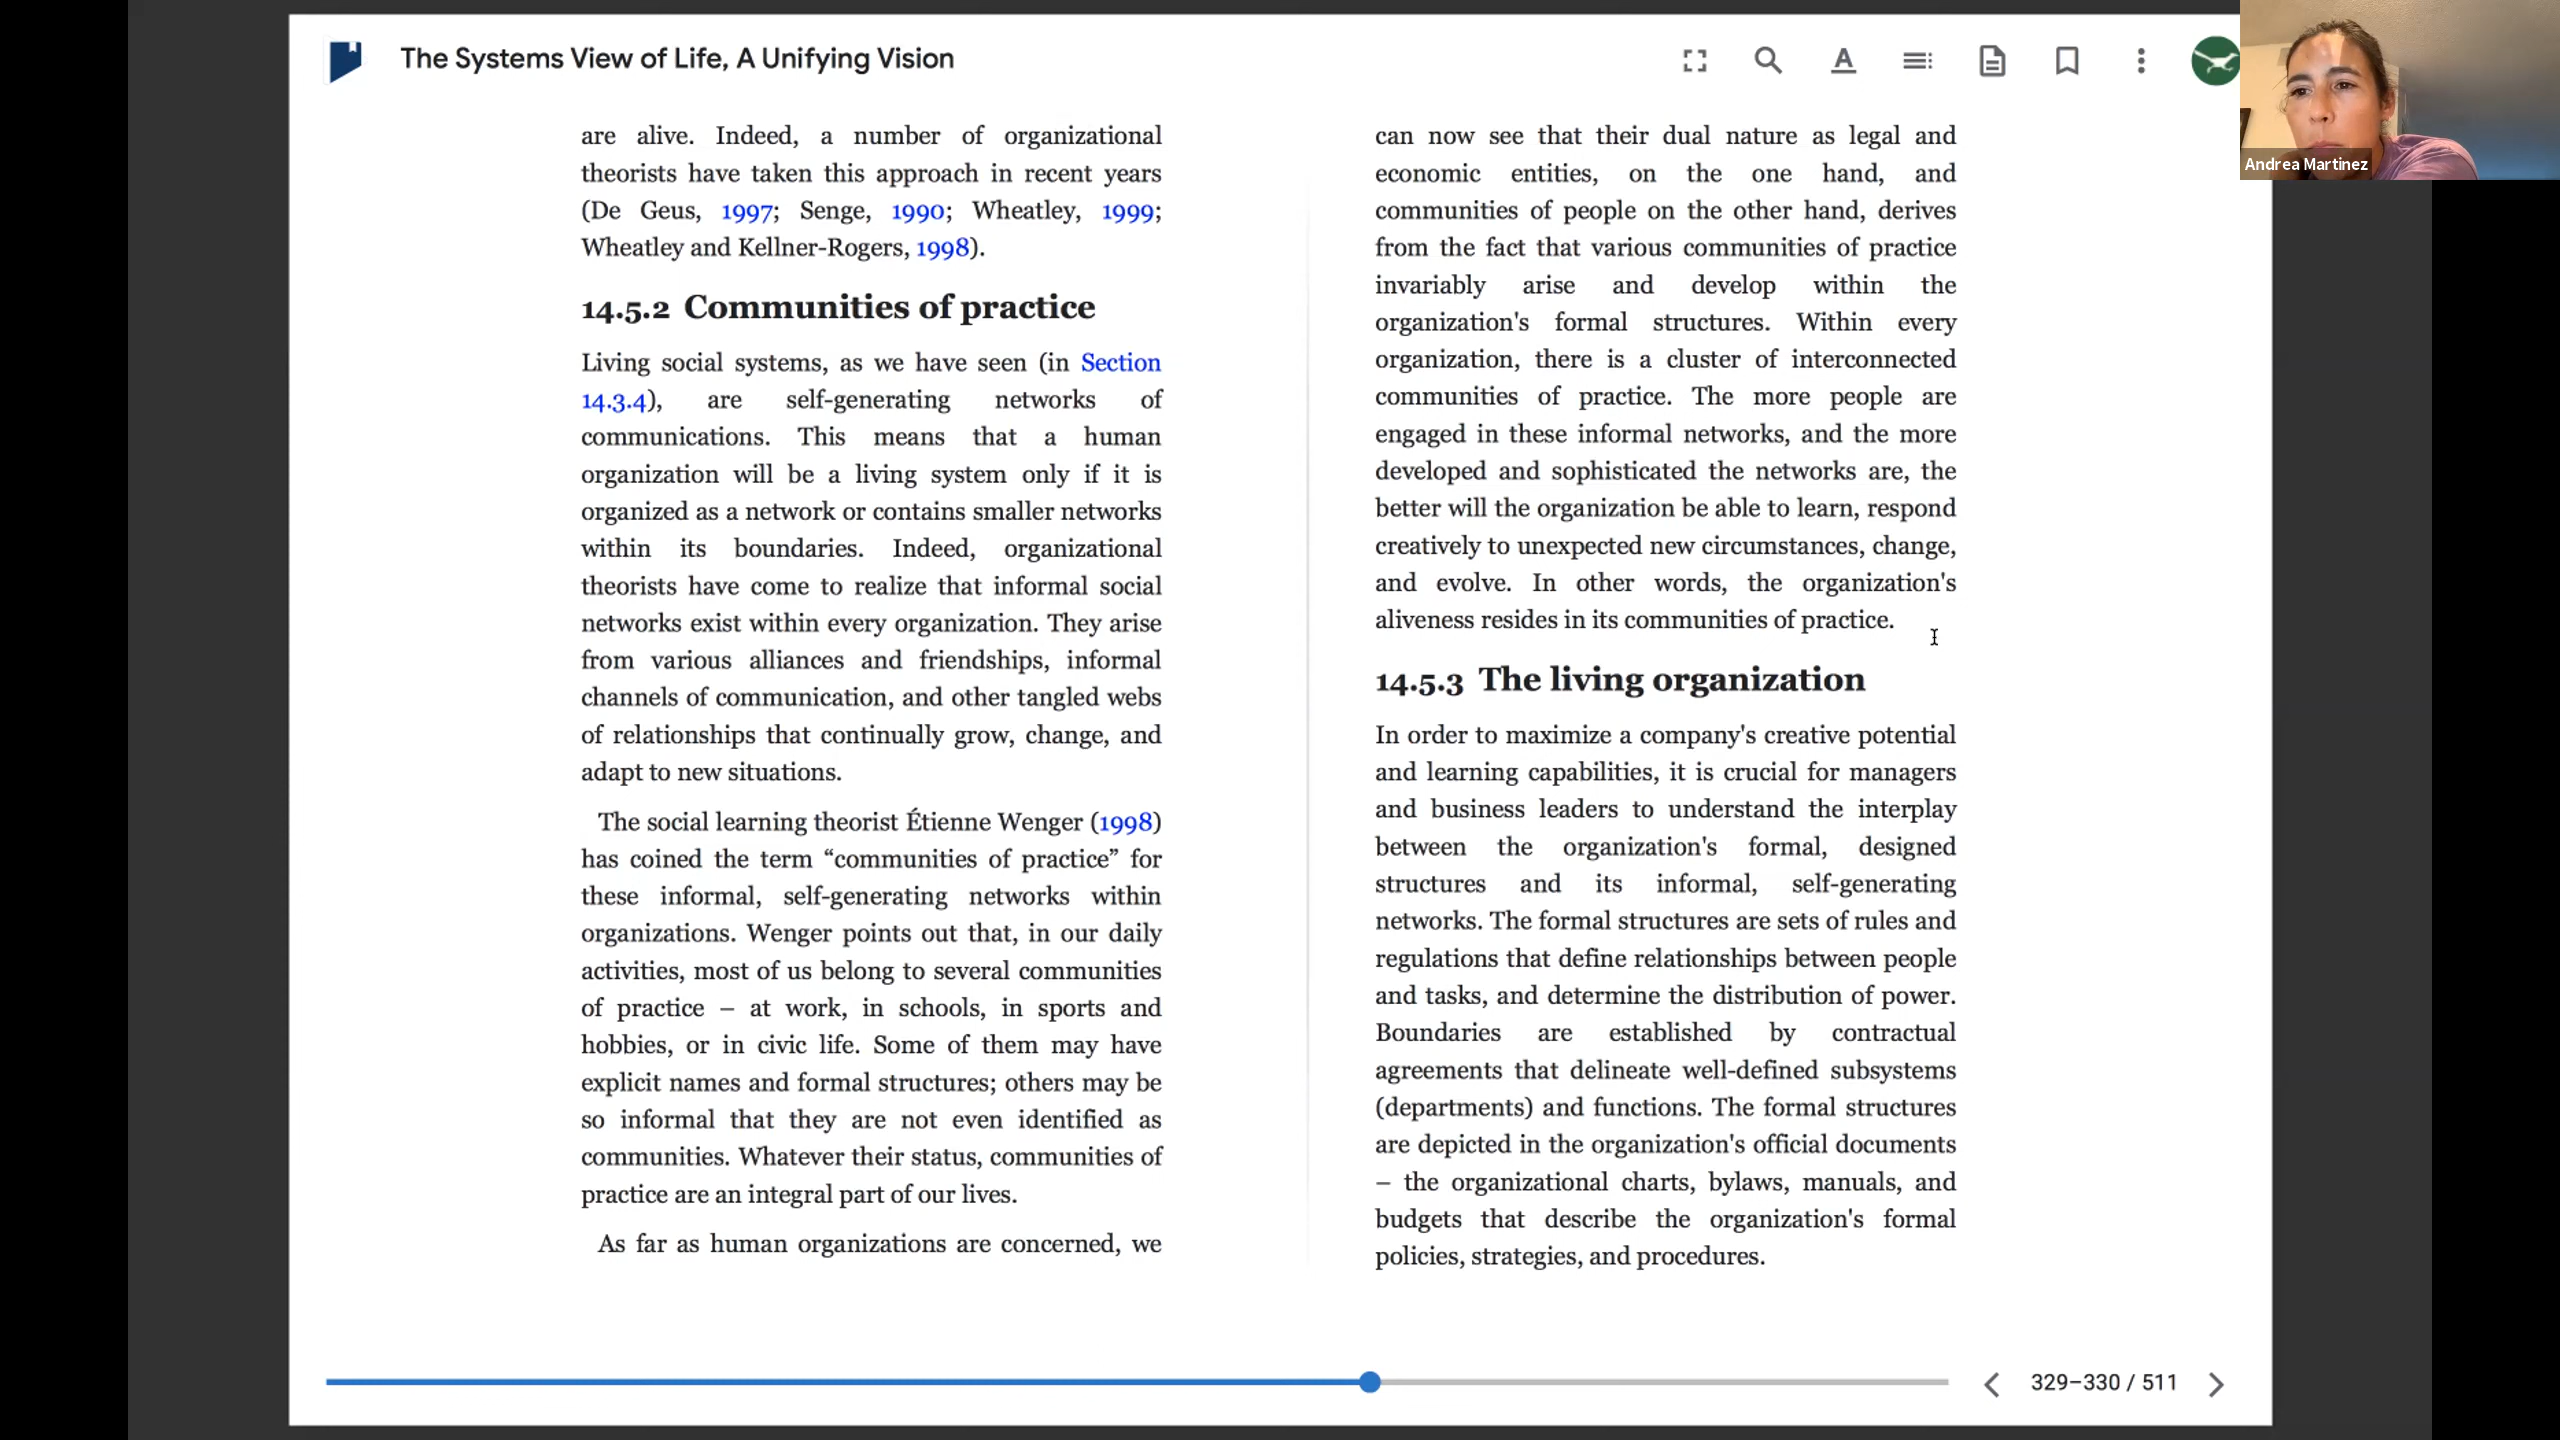 The Systems View of Life, A Unifying Vision
are alive. Indeed, a number of organizational
theorists have taken this approach in recent years
(De Geus, 1997; Senge, 1990; Wheatley, 1999;
Wheatley and Kellner-Rogers, 1998).
14.5.2 Communities of practice
Living social systems, as we have seen (in Section
14.3.4), are self-generating networks of
communications. This means that a human
organization will be a living system only if it is
organized as a network or contains smaller networks
within its boundaries. Indeed, organizational
theorists have come to realize that informal social
networks exist within every organization. They arise
from various alliances and friendships, informal
channels of communication, and other tangled webs
of relationships that continually grow, change, and
adapt to new situations.
The social learning theorist Étienne Wenger (1998)
has coined the term “communities of practice” for
these informal, self-generating networks within
organizations. Wenger points out that, in our daily
activities, most of us belong to several communities
of practice – at work, in schools, in sports and
hobbies, or in civic life. Some of them may have
explicit names and formal structures; others may be
so informal that they are not even identified as
communities. Whatever their status, communities of
practice are an integral part of our lives.
As far as human organizations are concerned, we
can now see that their dual nature as legal and
economic entities, on the one hand, and
communities of people on the other hand, derives
from the fact that various communities of practice
invariably arise and develop within the
organization's formal structures. Within every
organization, there is a cluster of interconnected
communities of practice. The more people are
engaged in these informal networks, and the more
developed and sophisticated the networks are, the
better will the organization be able to learn, respond
creatively to unexpected new circumstances, change,
and evolve. In other words, the organization's
aliveness resides in its communities of practice.
14.5.3 The living organization
In order to maximize a company's creative potential
and learning capabilities, it is crucial for managers
and business leaders to understand the interplay
between the organization's formal, designed
structures and its informal, self-generating
networks. The formal structures are sets of rules and
regulations that define relationships between people
and tasks, and determine the distribution of power.
Boundaries are established by contractual
agreements that delineate well-defined subsystems
(departments) and functions. The formal structures
are depicted in the organization's official documents
– the organizational charts, bylaws, manuals, and
budgets that describe the organization's formal
policies, strategies, and procedures.
329–330 / 511
Andrea Martinez